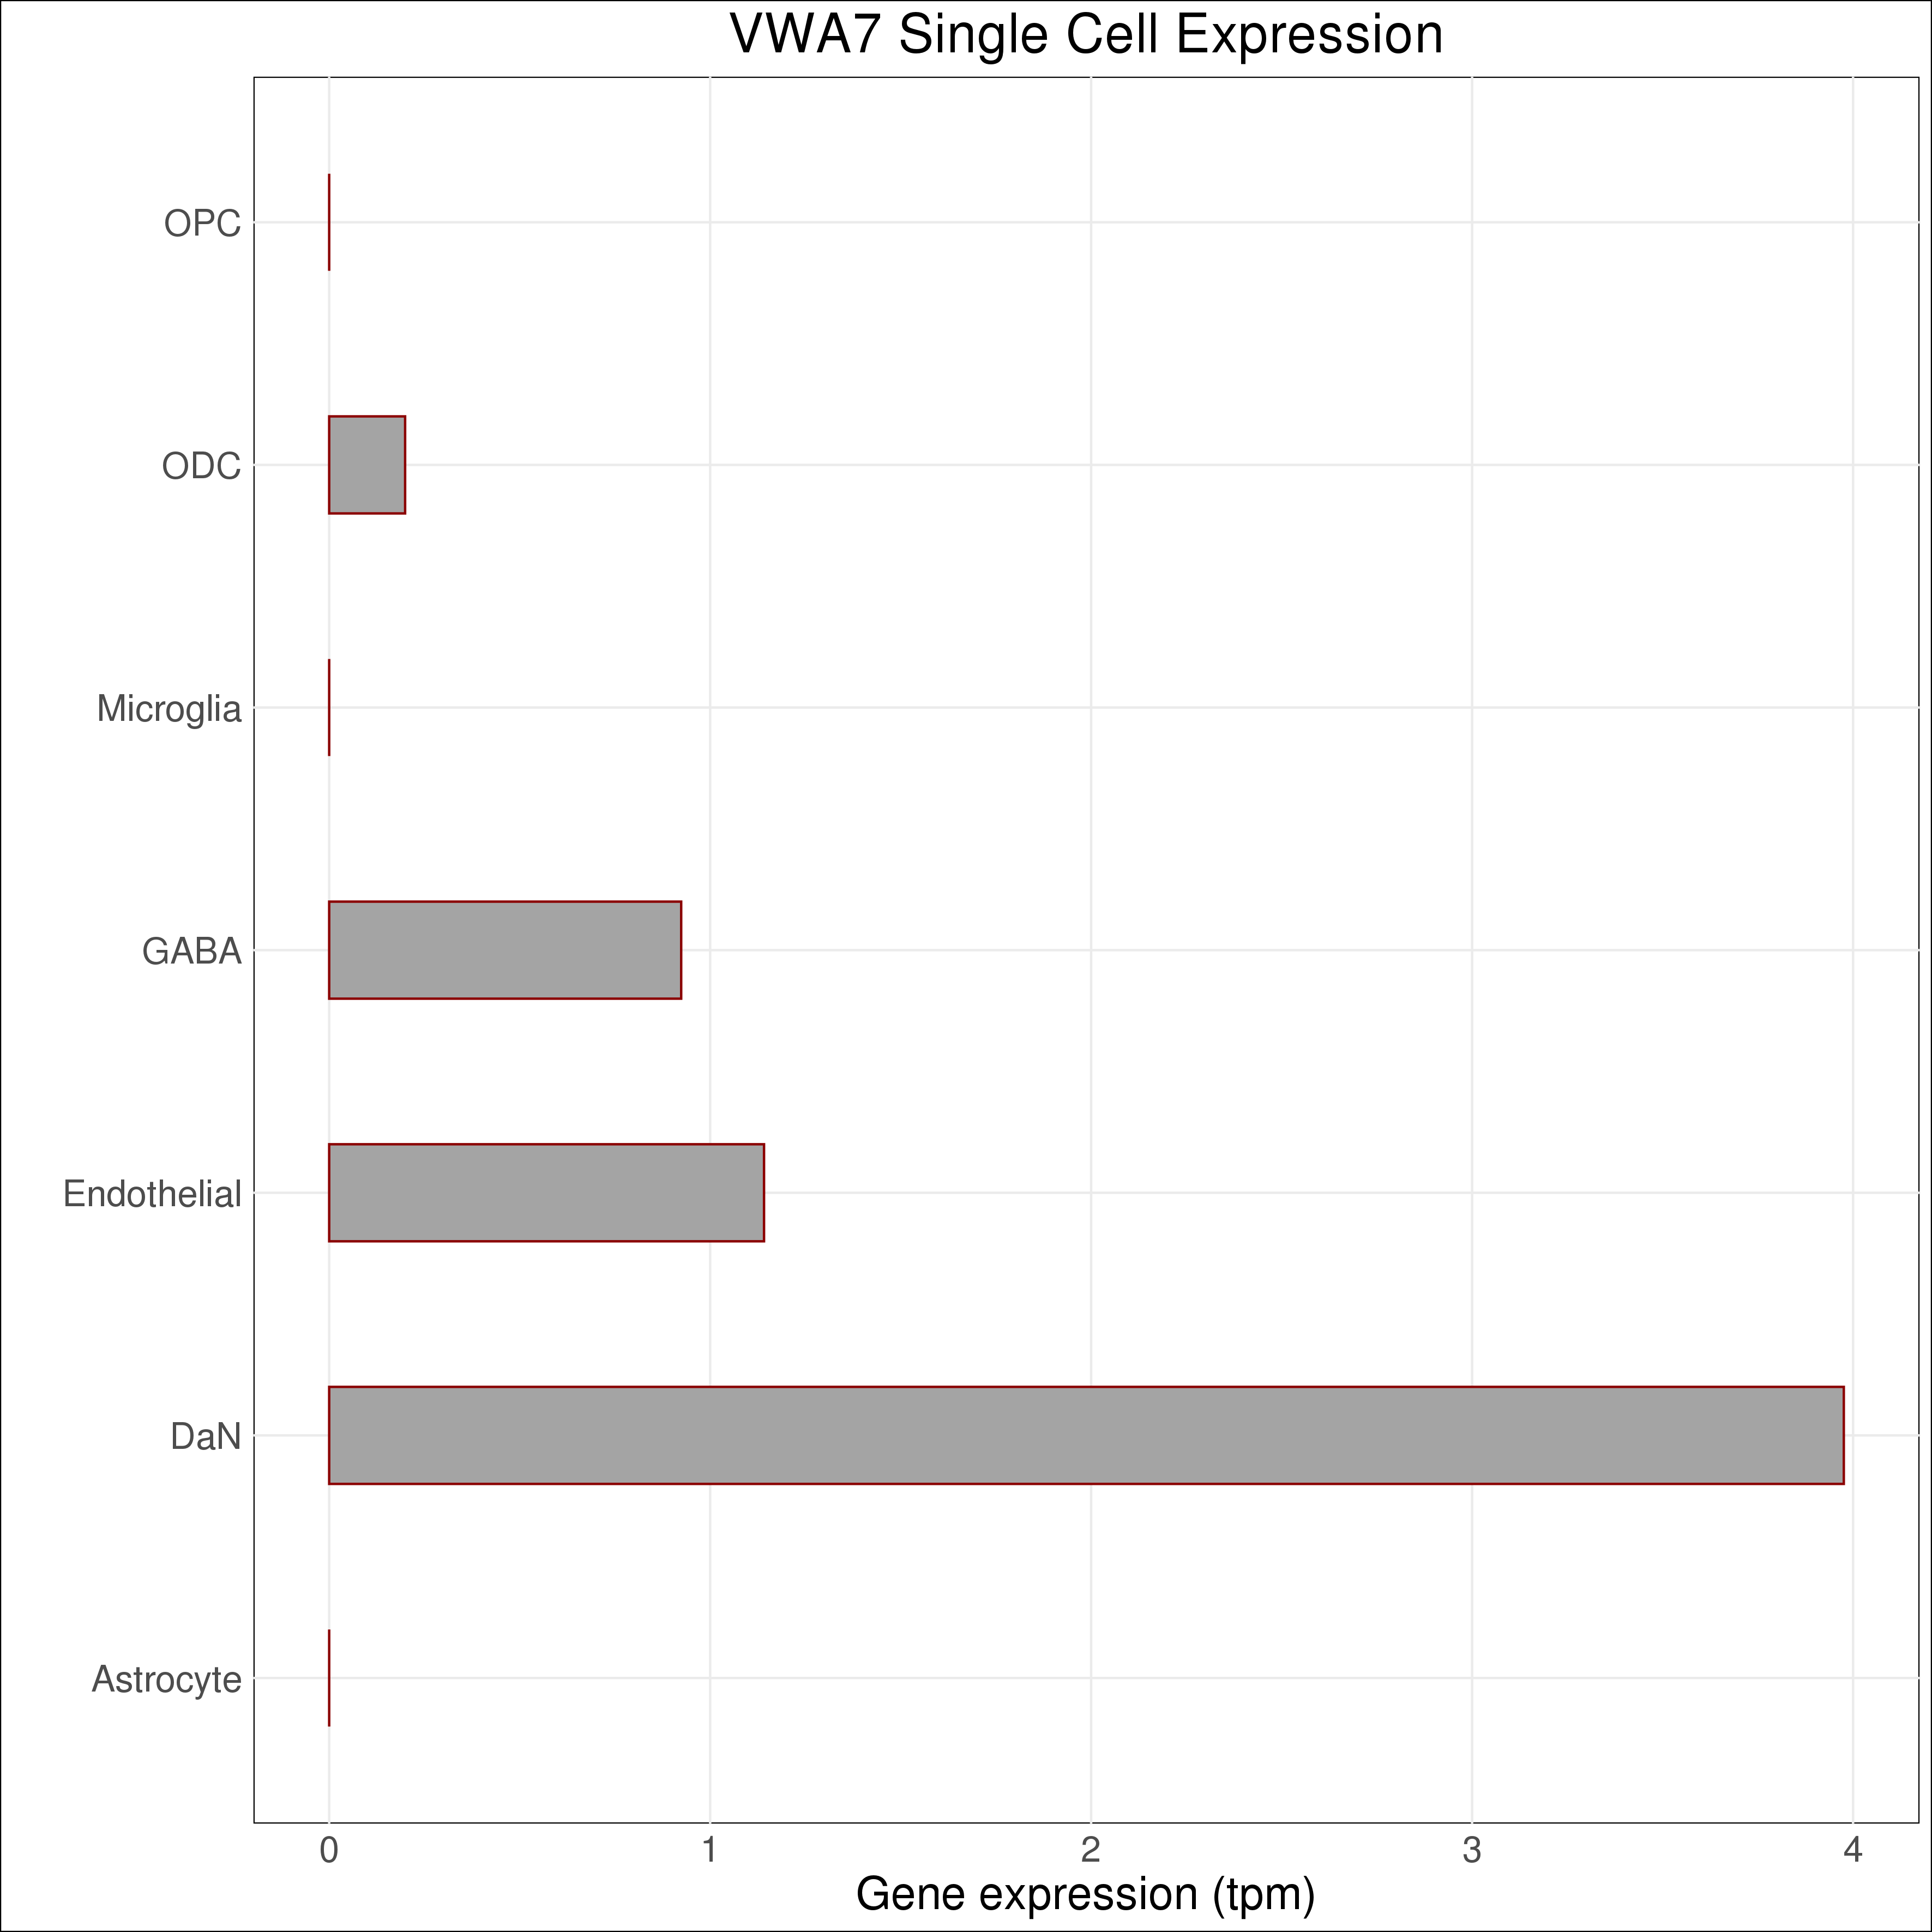 VWA7 Single Cell Expression
OPC
ODC
Microglia
GABA
Endothelial
DaN
Astrocyte
0 1 2 3 4
Gene expression (tpm)